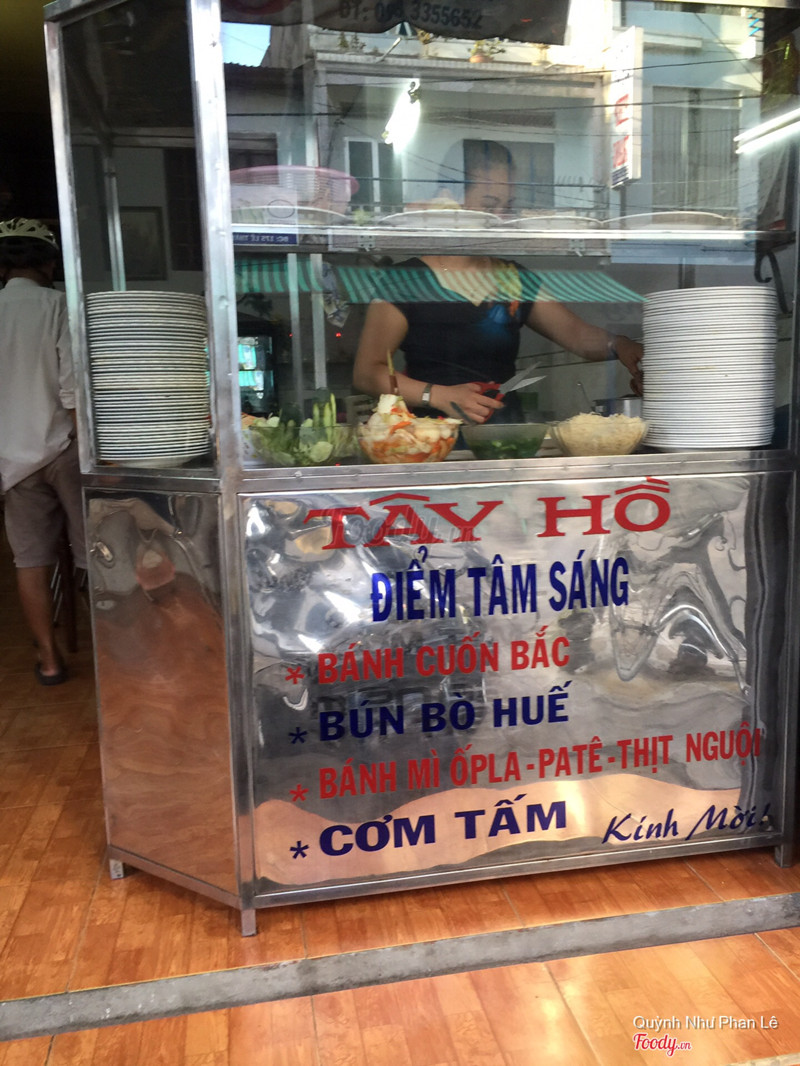 3355652
TÂY HỒ
ĐIỂM TÂM SÁNG
* BÁNH CUỐN BẮC
* BÚN BÒ HUẾ
* BÁNH MÌ ỐPLA-PATÊ-THỊT NGUỘI
* CƠM TẤM
Kính Mời!
Quỳnh Như Phan Lê
Foody.vn